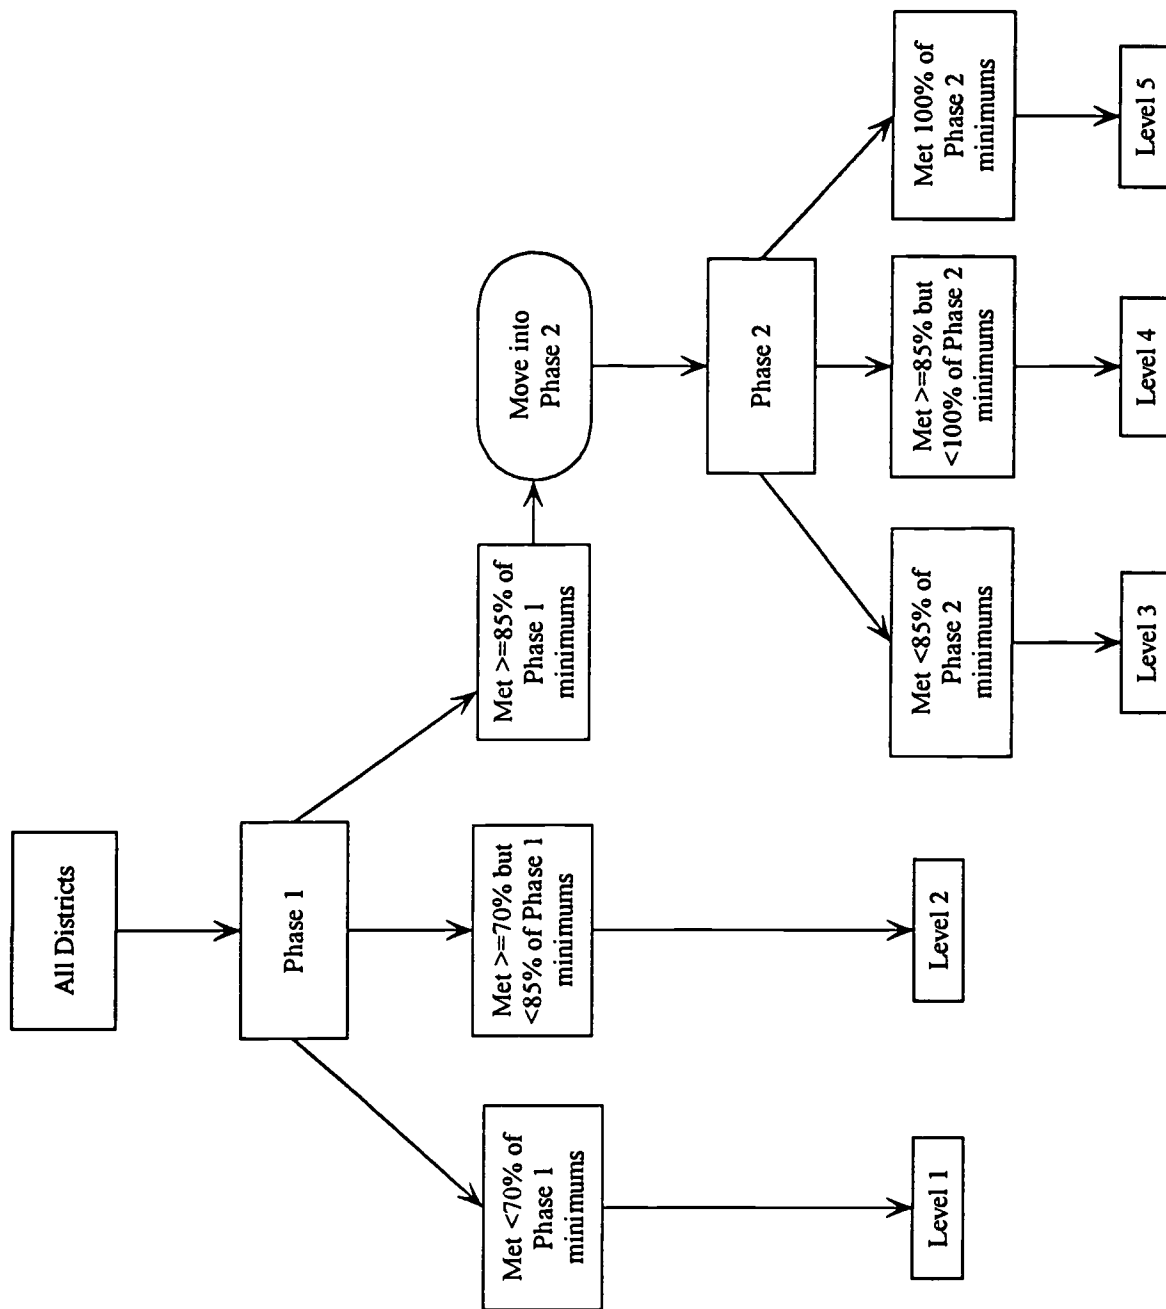 All Districts
Phase 1
Met <70% of
Phase 1
minimums
Met >=70% but
<85% of Phase 1
minimums
Met >=85% of
Phase 1
minimums
Move into
Phase 2
Phase 2
Met <85% of
Phase 2
minimums
Met >=85% but
<100% of Phase 2
minimums
Met 100% of
Phase 2
minimums
Level 1
Level 2
Level 3
Level 4
Level 5